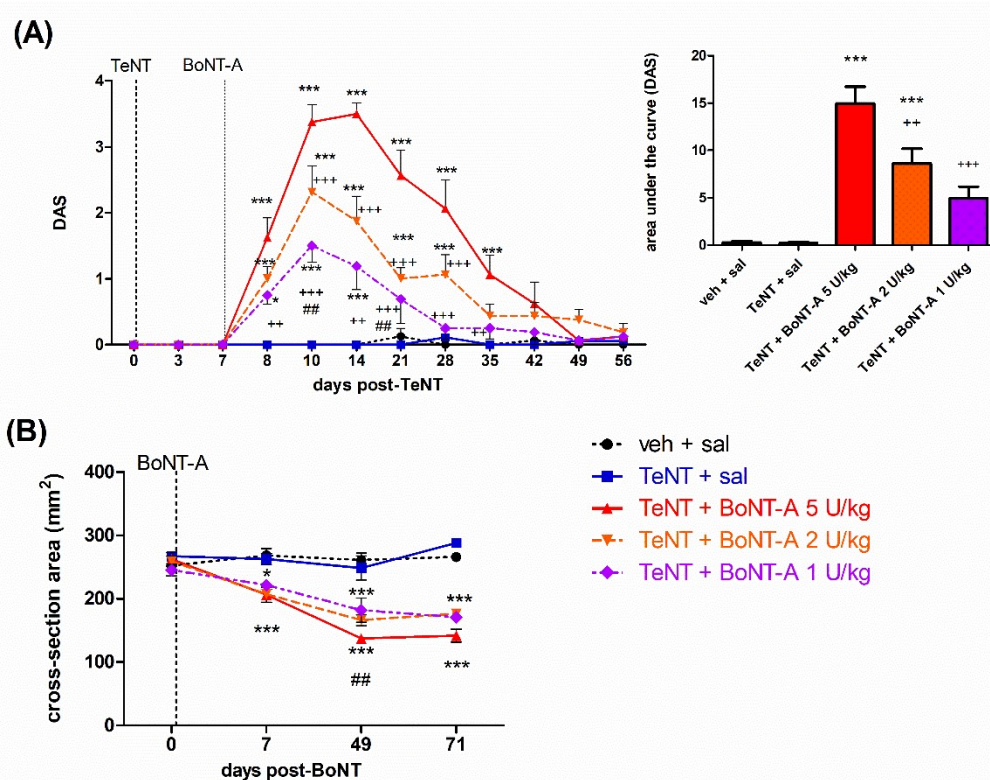 (A)
TeNT BoNT-A
DAS
4
3
2
1
0
*** *** *** *** *** *** *** *** *** *** *** ***
+++ +++ +++ +++
*** * *** *** +++ +++ ++
++ +++ ## ++ ##
0 3 7 8 10 14 21 28 35 42 49 56
days post-TeNT
area under the curve (DAS)
20
15
10
5
0
***
***
++
+++
veh + sal
TeNT + sal
TeNT + BoNT-A 5 U/kg
TeNT + BoNT-A 2 U/kg
TeNT + BoNT-A 1 U/kg
(B)
BoNT-A
cross-section area (mm²)
400
300
200
100
0
*
***
***
***
##
***
***
0 7 49 71
days post-BoNT
veh + sal
TeNT + sal
TeNT + BoNT-A 5 U/kg
TeNT + BoNT-A 2 U/kg
TeNT + BoNT-A 1 U/kg